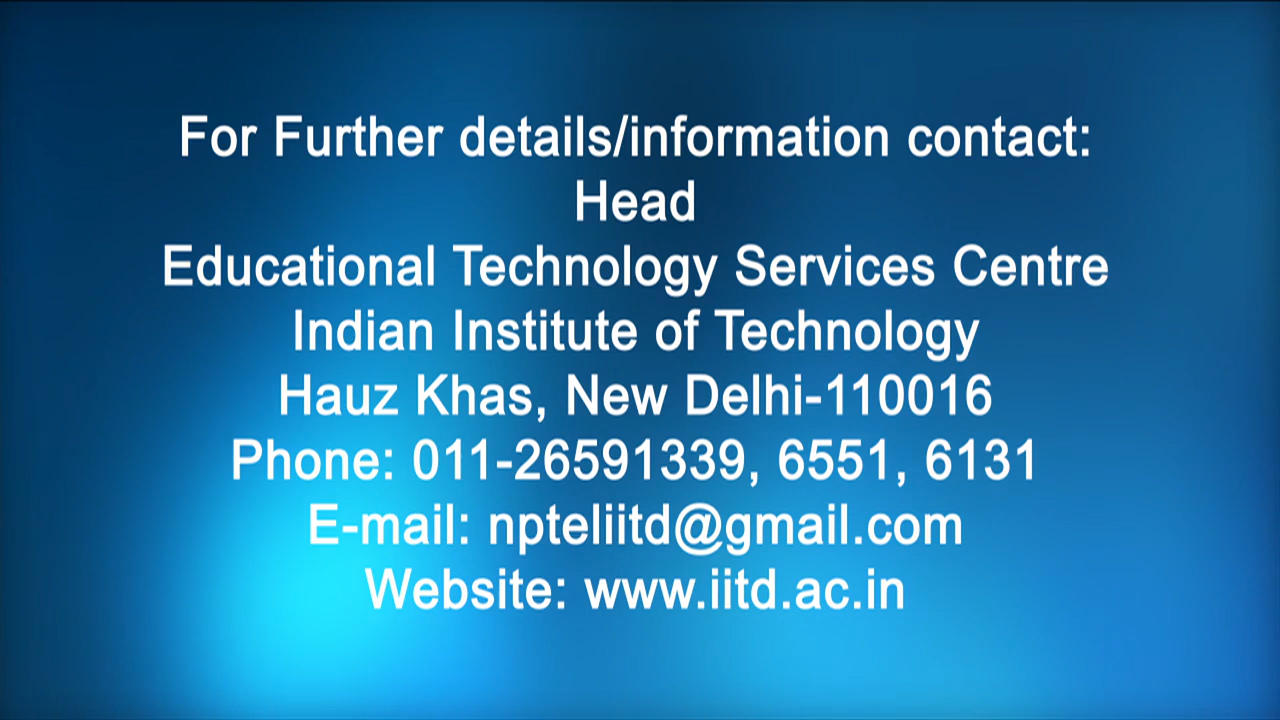 For Further details/information contact:
Head
Educational Technology Services Centre
Indian Institute of Technology
Hauz Khas, New Delhi-110016
Phone: 011-26591339, 6551, 6131
E-mail: npteliitd@gmail.com
Website: www.iitd.ac.in